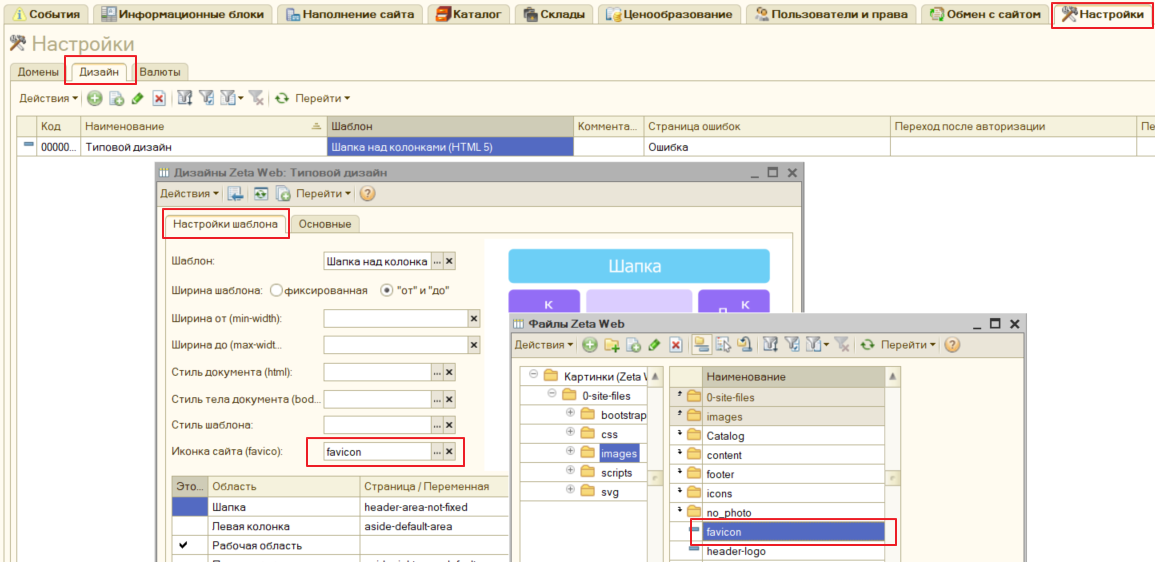 События Информационные блоки Наполнение сайта Каталог Склады Ценообразование Пользователи и права Обмен с сайтом Настройки
Настройки
Домены Дизайн Валюты
Действия Перейти
Код Наименование Шаблон Коммента... Страница ошибок Переход после авторизации Пе
00000... Типовой дизайн Шапка над колонками (HTML 5) Ошибка
Дизайны Zeta Web: Типовой дизайн
Действия Перейти
Настройки шаблона Основные
Шаблон: Шапка над колонка ...
Шапка
Ширина шаблона: фиксированная "от" и "до"
К К
Ширина от (min-width):
Ширина до (max-widt...
Стиль документа (html): ...
Стиль тела документа (bod... ...
Стиль шаблона: ...
Иконка сайта (favico): favicon ...
Это... Область Страница / Переменная
Шапка header-area-not-fixed
Левая колонка aside-default-area
Рабочая область
Файлы Zeta Web
Действия Перейти
Картинки (Zeta W
0-site-files
bootstrap
css
images
scripts
svg
Наименование
0-site-files
images
Catalog
content
footer
icons
no_photo
favicon
header-logo